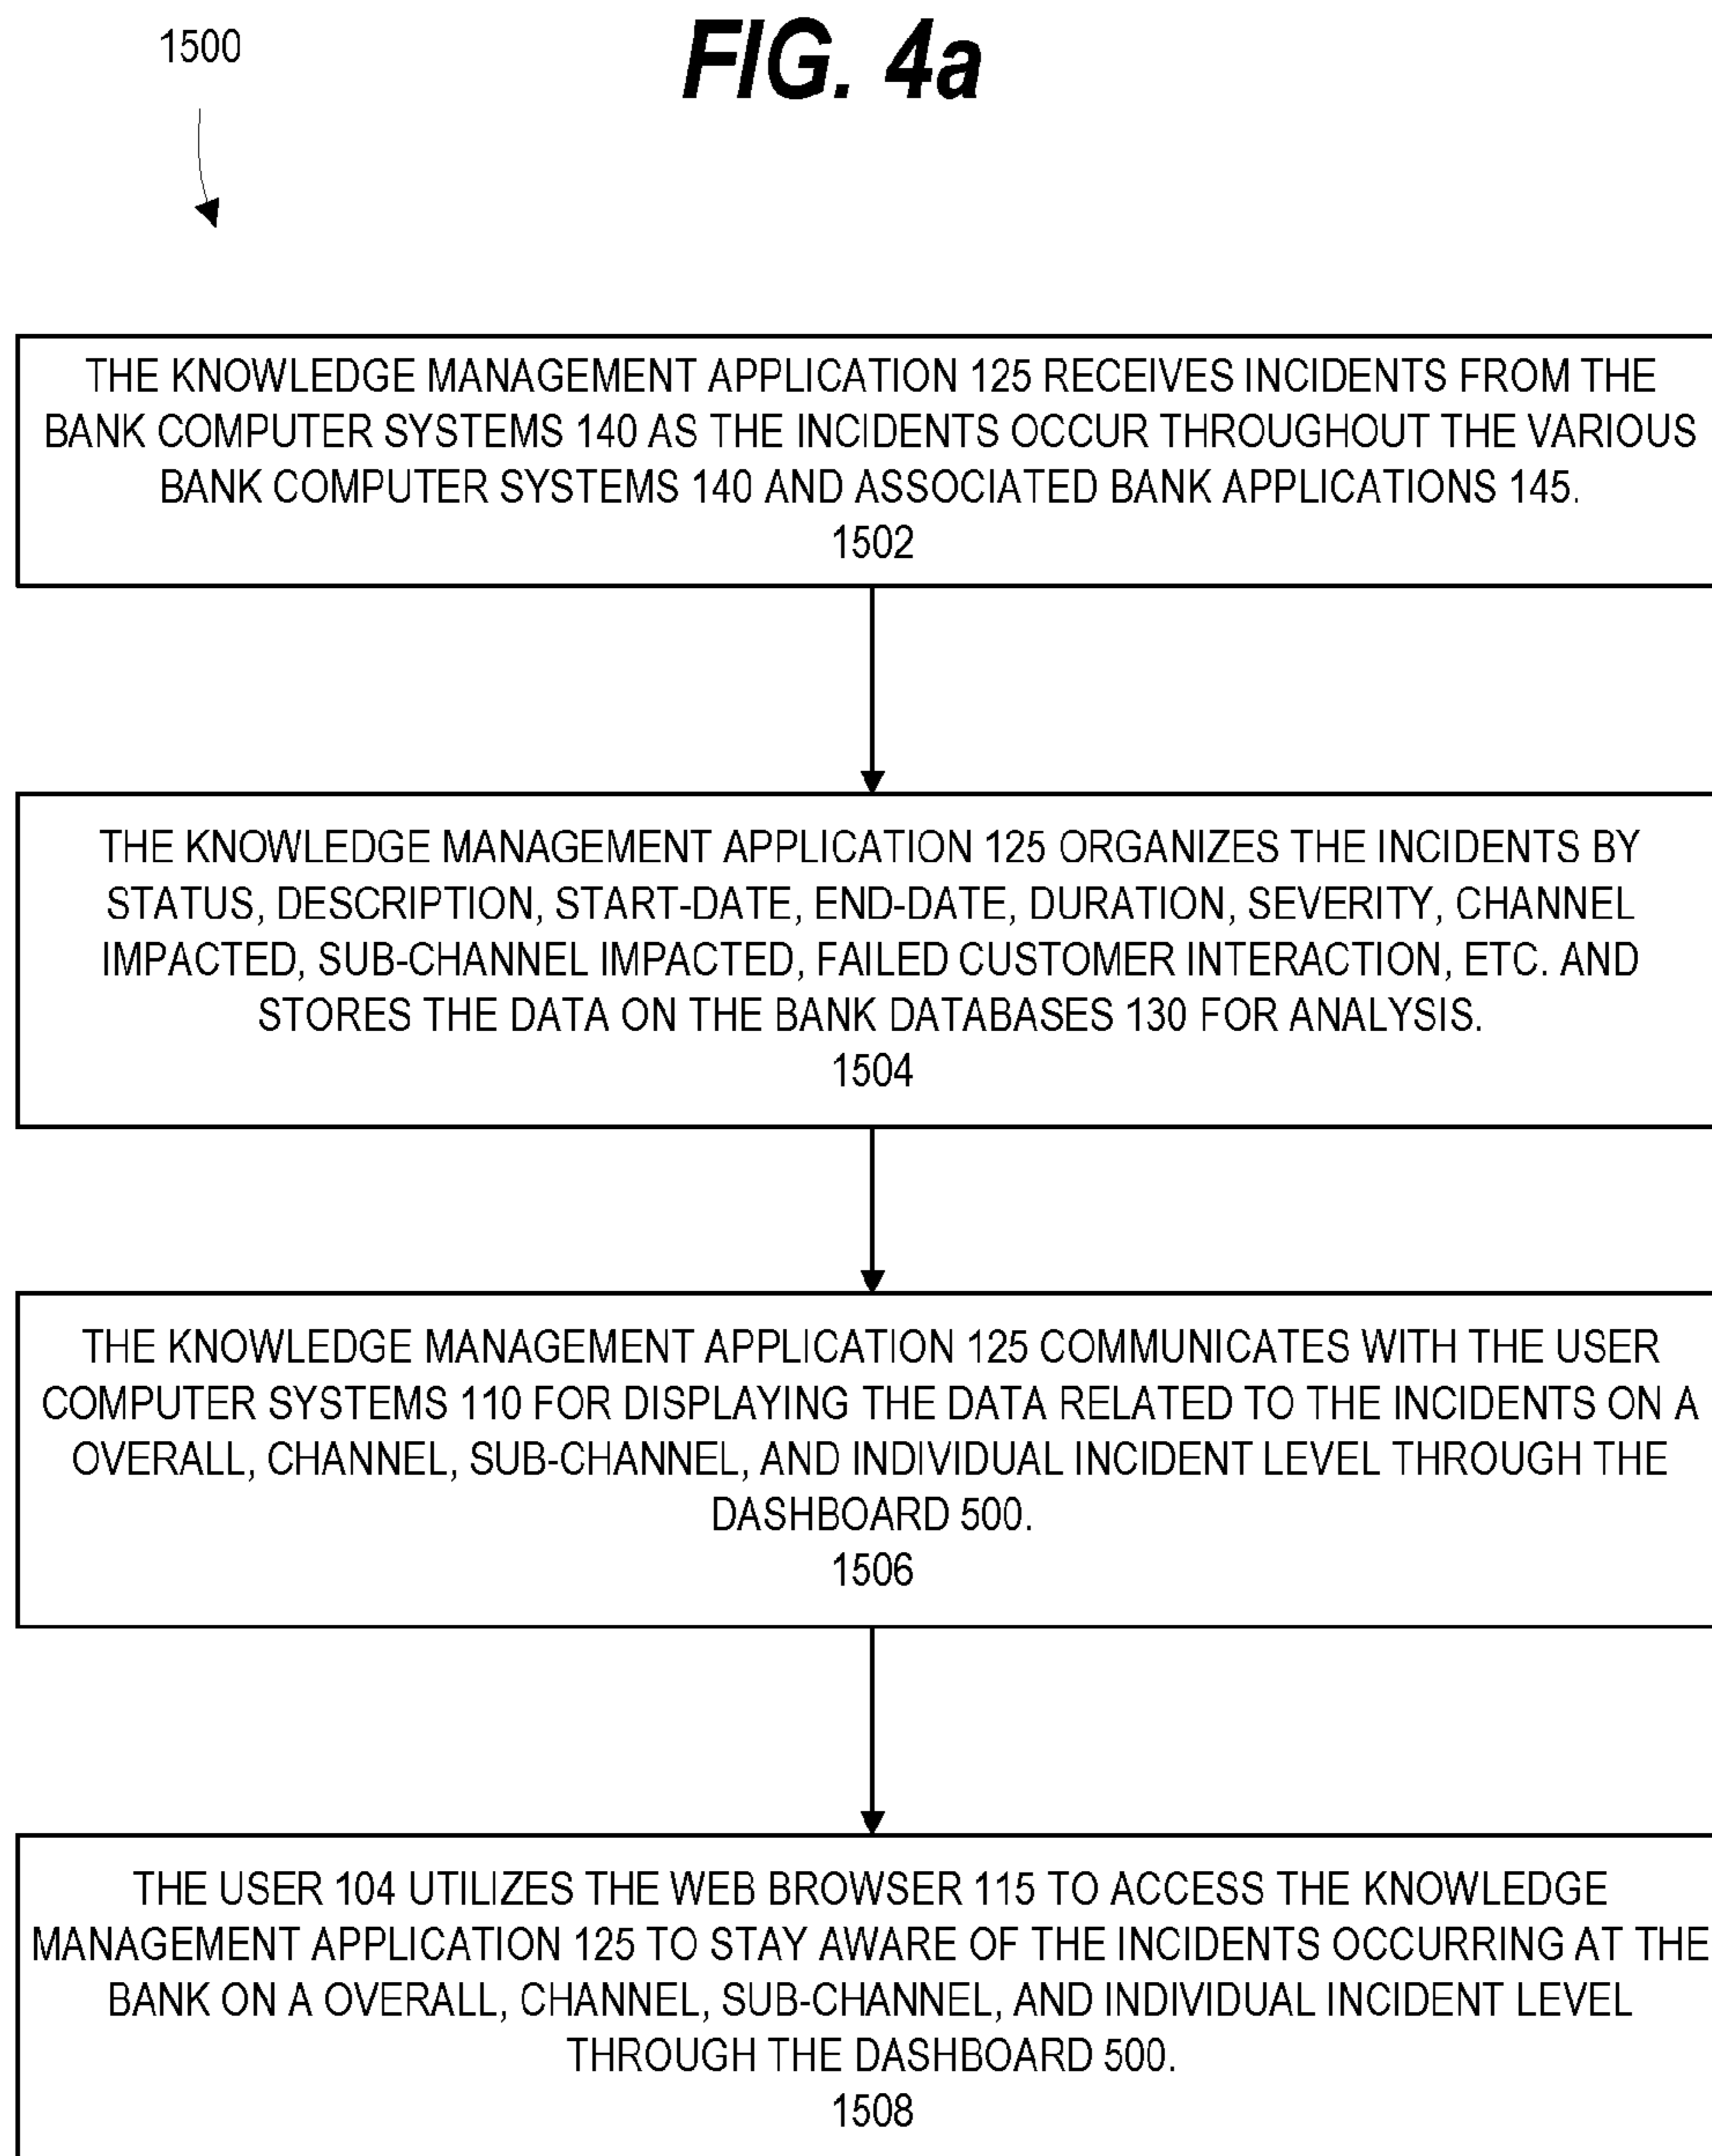 1500
FIG. 4a
THE KNOWLEDGE MANAGEMENT APPLICATION 125 RECEIVES INCIDENTS FROM THE
BANK COMPUTER SYSTEMS 140 AS THE INCIDENTS OCCUR THROUGHOUT THE VARIOUS
BANK COMPUTER SYSTEMS 140 AND ASSOCIATED BANK APPLICATIONS 145.
1502
THE KNOWLEDGE MANAGEMENT APPLICATION 125 ORGANIZES THE INCIDENTS BY
STATUS, DESCRIPTION, START-DATE, END-DATE, DURATION, SEVERITY, CHANNEL
IMPACTED, SUB-CHANNEL IMPACTED, FAILED CUSTOMER INTERACTION, ETC. AND
STORES THE DATA ON THE BANK DATABASES 130 FOR ANALYSIS.
1504
THE KNOWLEDGE MANAGEMENT APPLICATION 125 COMMUNICATES WITH THE USER
COMPUTER SYSTEMS 110 FOR DISPLAYING THE DATA RELATED TO THE INCIDENTS ON A
OVERALL, CHANNEL, SUB-CHANNEL, AND INDIVIDUAL INCIDENT LEVEL THROUGH THE
DASHBOARD 500.
1506
THE USER 104 UTILIZES THE WEB BROWSER 115 TO ACCESS THE KNOWLEDGE
MANAGEMENT APPLICATION 125 TO STAY AWARE OF THE INCIDENTS OCCURRING AT THE
BANK ON A OVERALL, CHANNEL, SUB-CHANNEL, AND INDIVIDUAL INCIDENT LEVEL
THROUGH THE DASHBOARD 500.
1508